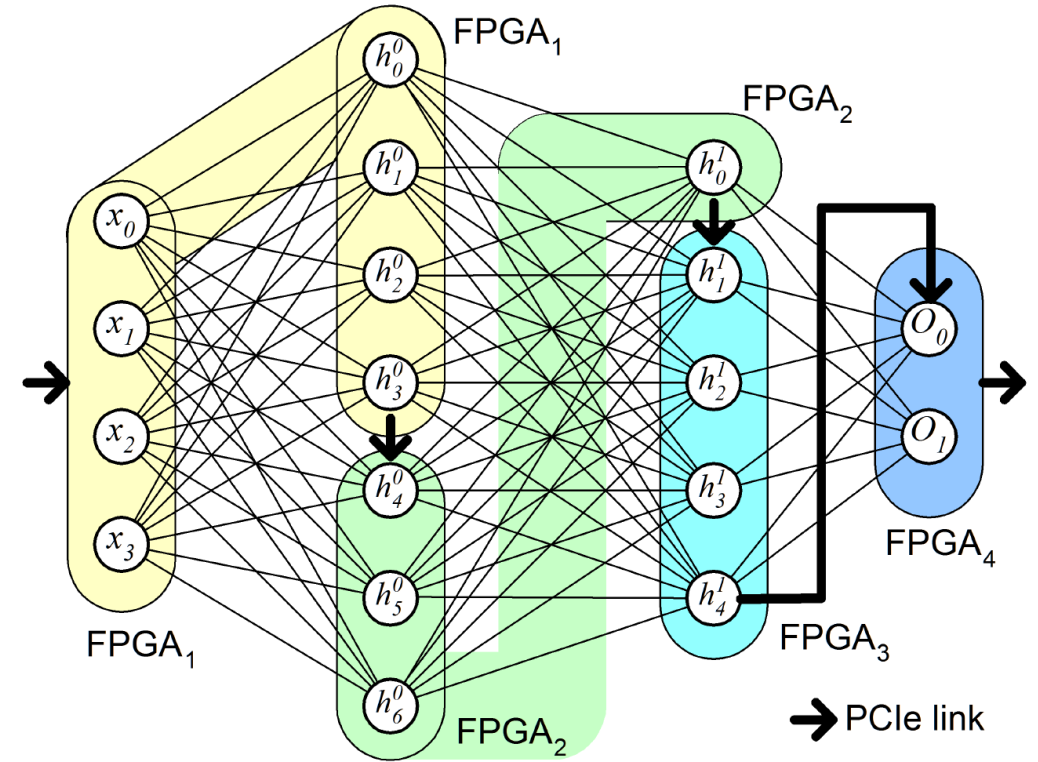 FPGA₁
h⁰₀
FPGA₂
h⁰₁
h¹₀
x₀
h⁰₂
h¹₁
x₁
O₀
h⁰₃
h¹₂
x₂
O₁
h⁰₄
h¹₃
x₃
FPGA₄
h⁰₅
h¹₄
FPGA₁
FPGA₃
h⁰₆
PCIe link
FPGA₂